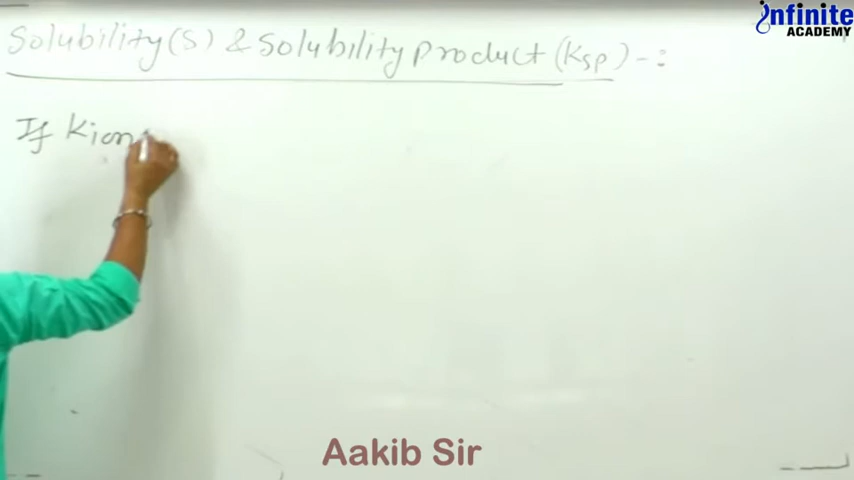 Infinite
ACADEMY
Solubility(S) & Solubility product (Ksp) -:
If Kion
Aakib Sir